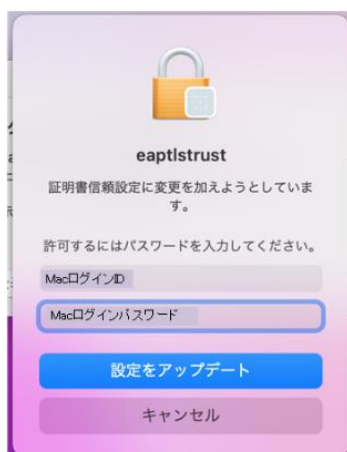 eaptlstrust
証明書信頼設定に変更を加えようとしていま
す。
許可するにはパスワードを入力してください。
MacログインID
Macログインパスワード
設定をアップデート
キャンセル